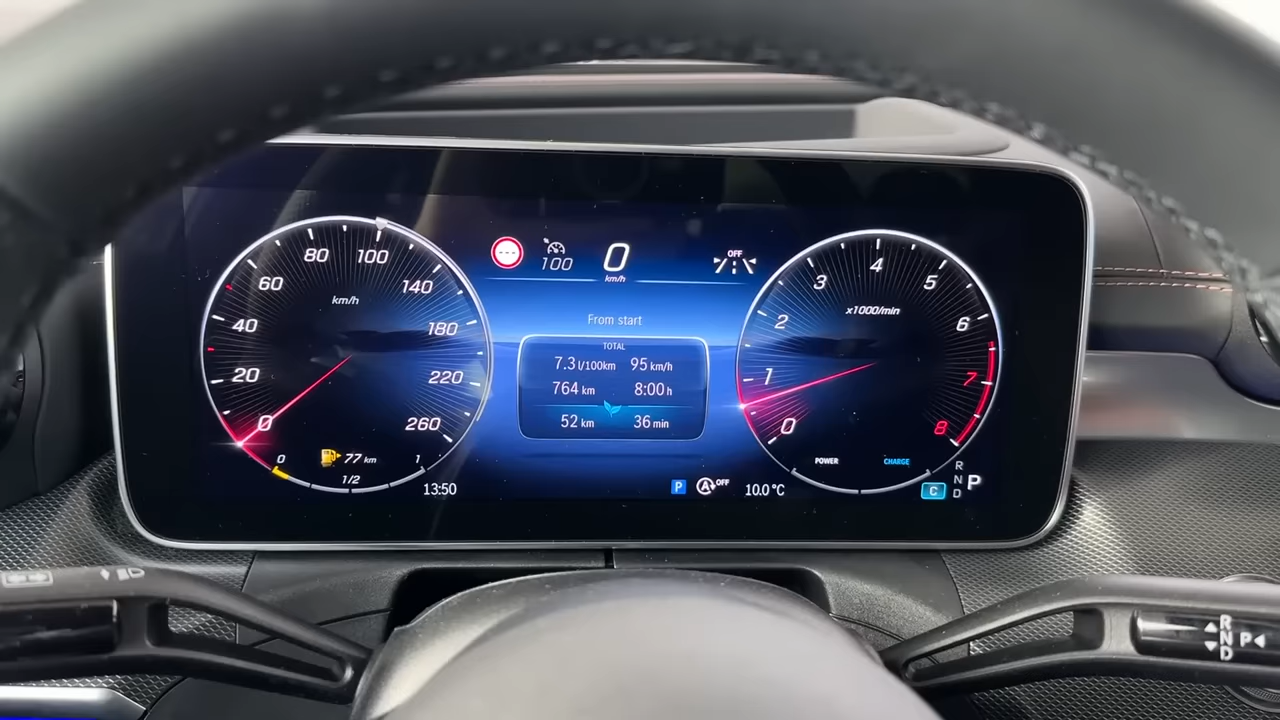 80 100
60 140
km/h
40 180
20 220
0 260
0 77 km 1
1/2
13:50
100 0
km/h
OFF
From start
TOTAL
7.3 l/100km 95 km/h
764 km 8:00 h
52 km 36 min
P A OFF
10.0 °C
4
3 5
x1000/min
2 6
1 7
0 8
POWER CHARGE
R
N P
D
C
R
N P
D